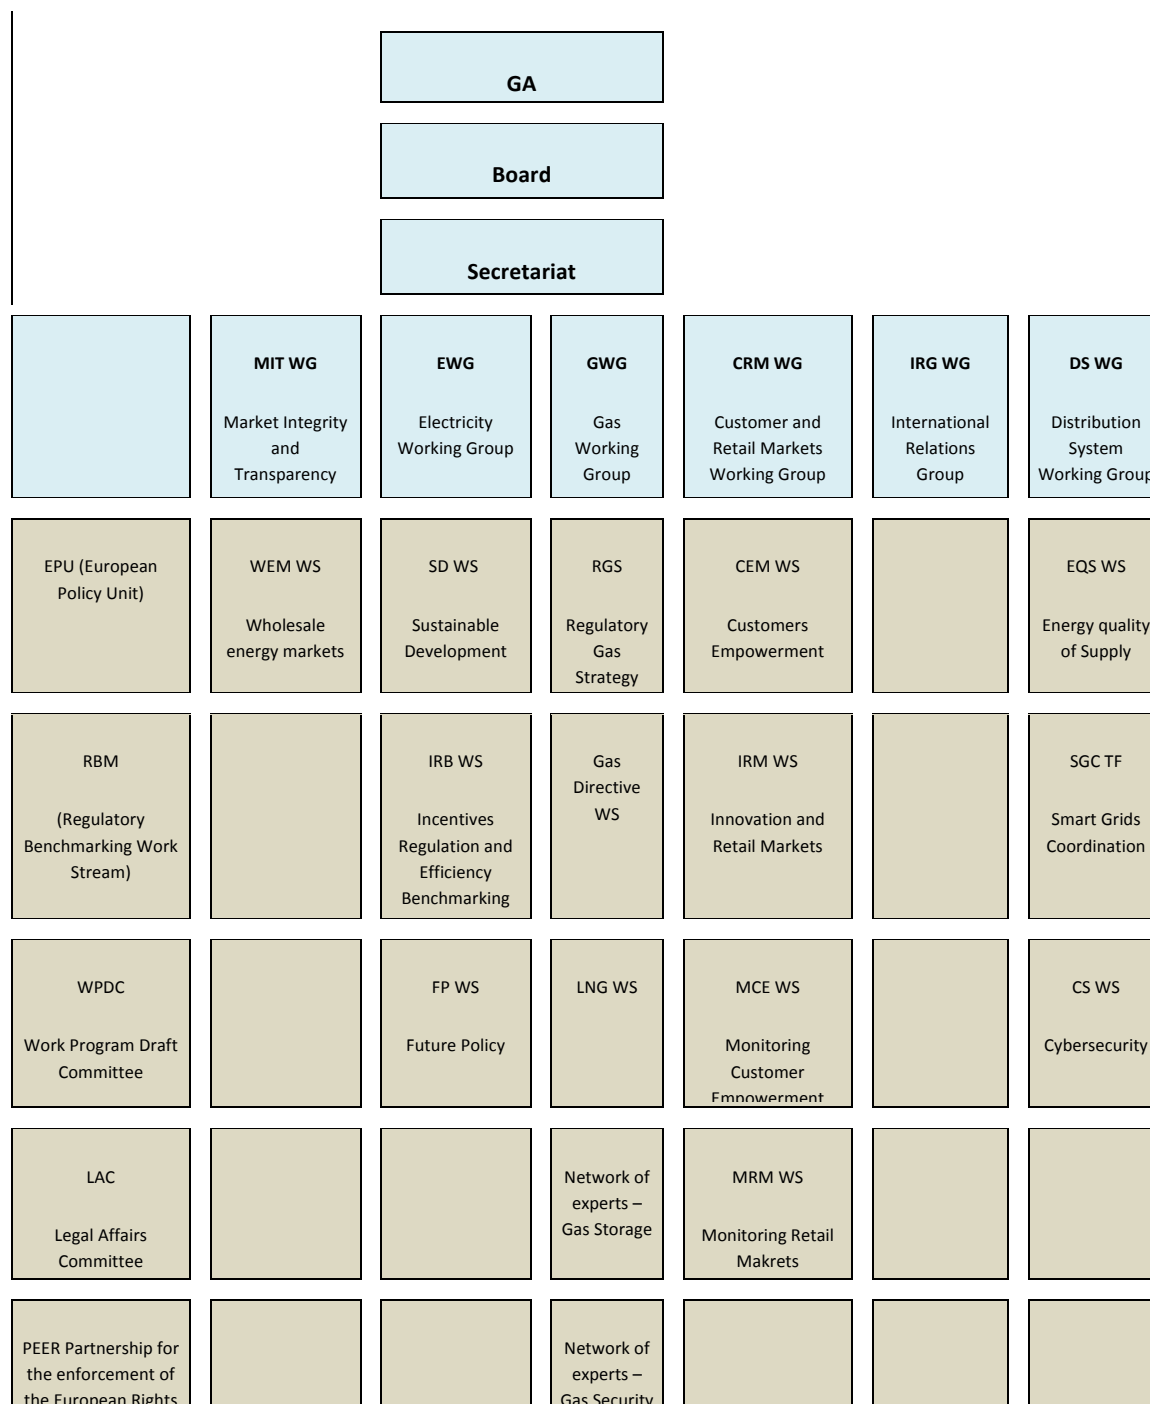 GA
Board
Secretariat
MIT WG
Market Integrity
and
Transparency
EWG
Electricity
Working Group
GWG
Gas
Working
Group
CRM WG
Customer and
Retail Markets
Working Group
IRG WG
International
Relations
Group
DS WG
Distribution
System
Working Group
EPU (European
Policy Unit)
WEM WS
Wholesale
energy markets
SD WS
Sustainable
Development
RGS
Regulatory
Gas
Strategy
CEM WS
Customers
Empowerment
EQS WS
Energy quality
of Supply
RBM
(Regulatory
Benchmarking Work
Stream)
IRB WS
Incentives
Regulation and
Efficiency
Benchmarking
Gas
Directive
WS
IRM WS
Innovation and
Retail Markets
SGC TF
Smart Grids
Coordination
WPDC
Work Program Draft
Committee
FP WS
Future Policy
LNG WS
MCE WS
Monitoring
Customer
Empowerment
CS WS
Cybersecurity
LAC
Legal Affairs
Committee
Network of
experts –
Gas Storage
MRM WS
Monitoring Retail
Makrets
PEER Partnership for
the enforcement of
the European Rights
Network of
experts –
Gas Security